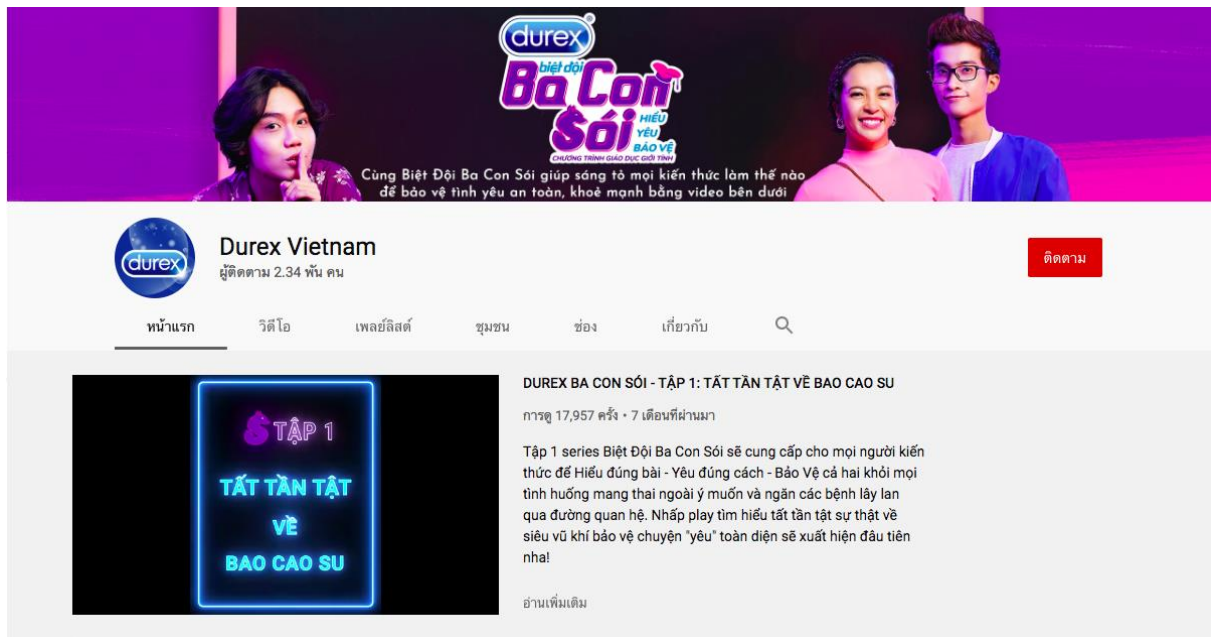 durex
biệt đội
Ba Con
Sói
HIỂU
YÊU
BẢO VỆ
CHƯƠNG TRÌNH GIÁO DỤC GIỚI TÍNH
Cùng Biệt Đội Ba Con Sói giúp sáng tỏ mọi kiến thức làm thế nào
để bảo vệ tình yêu an toàn, khoẻ mạnh bằng video bên dưới
durex
Durex Vietnam
ผู้ติดตาม 2.34 พัน คน
ติดตาม
หน้าแรก วิดีโอ เพลย์ลิสต์ ชุมชน ช่อง เกี่ยวกับ
TẬP 1
TẤT TẦN TẬT
VỀ
BAO CAO SU
DUREX BA CON SÓI - TẬP 1: TẤT TẦN TẬT VỀ BAO CAO SU
การดู 17,957 ครั้ง • 7 เดือนที่ผ่านมา
Tập 1 series Biệt Đội Ba Con Sói sẽ cung cấp cho mọi người kiến
thức để Hiểu đúng bài - Yêu đúng cách - Bảo Vệ cả hai khỏi mọi
tình huống mang thai ngoài ý muốn và ngăn các bệnh lây lan
qua đường quan hệ. Nhấp play tìm hiểu tất tần tật sự thật về
siêu vũ khí bảo vệ chuyện "yêu" toàn diện sẽ xuất hiện đâu tiên
nha!
อ่านเพิ่มเติม